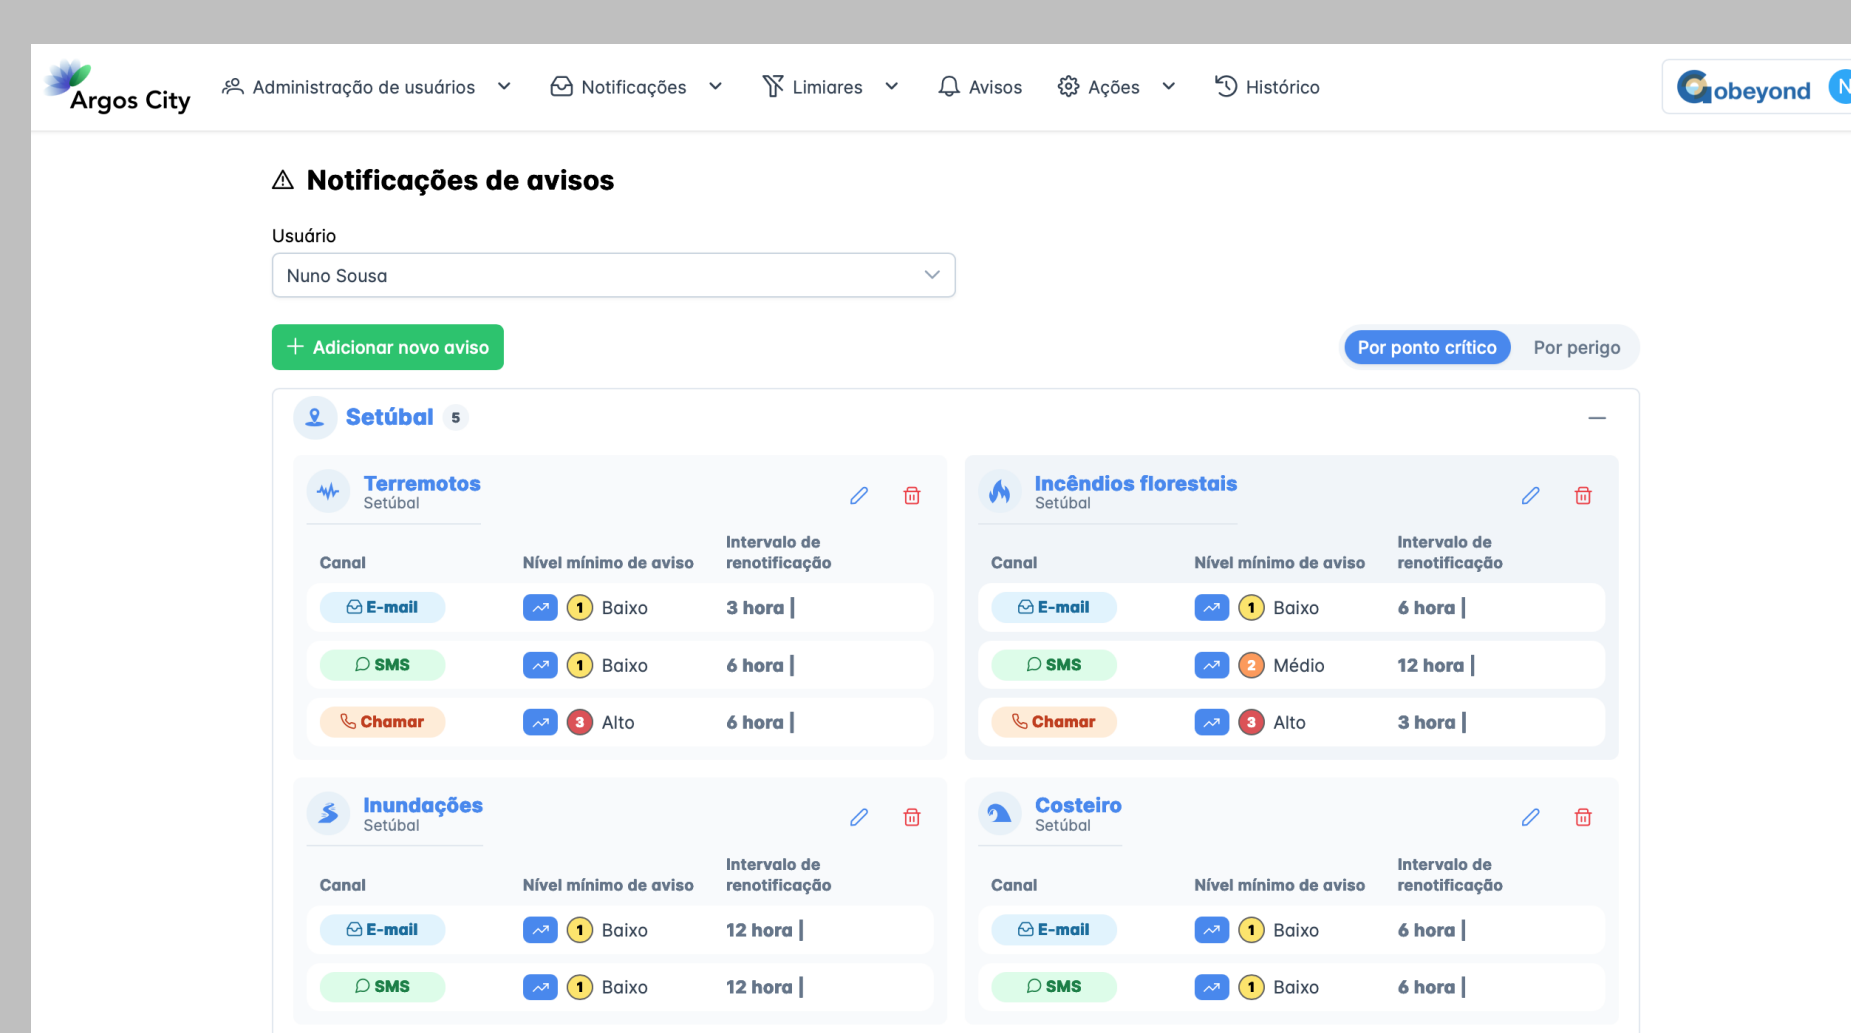 Argos City
Administração de usuários
Notificações
Limiares
Avisos
Ações
Histórico
Gobeyond
N
Notificações de avisos
Usuário
Nuno Sousa
Adicionar novo aviso
Por ponto crítico
Por perigo
Setúbal 5
Terremotos
Setúbal
Canal
Nível mínimo de aviso
Intervalo de
renotificação
E-mail 1 Baixo 3 hora |
SMS 1 Baixo 6 hora |
Chamar 3 Alto 6 hora |
Incêndios florestais
Setúbal
Canal
Nível mínimo de aviso
Intervalo de
renotificação
E-mail 1 Baixo 6 hora |
SMS 2 Médio 12 hora |
Chamar 3 Alto 3 hora |
Inundações
Setúbal
Canal
Nível mínimo de aviso
Intervalo de
renotificação
E-mail 1 Baixo 12 hora |
SMS 1 Baixo 12 hora |
Costeiro
Setúbal
Canal
Nível mínimo de aviso
Intervalo de
renotificação
E-mail 1 Baixo 6 hora |
SMS 1 Baixo 6 hora |